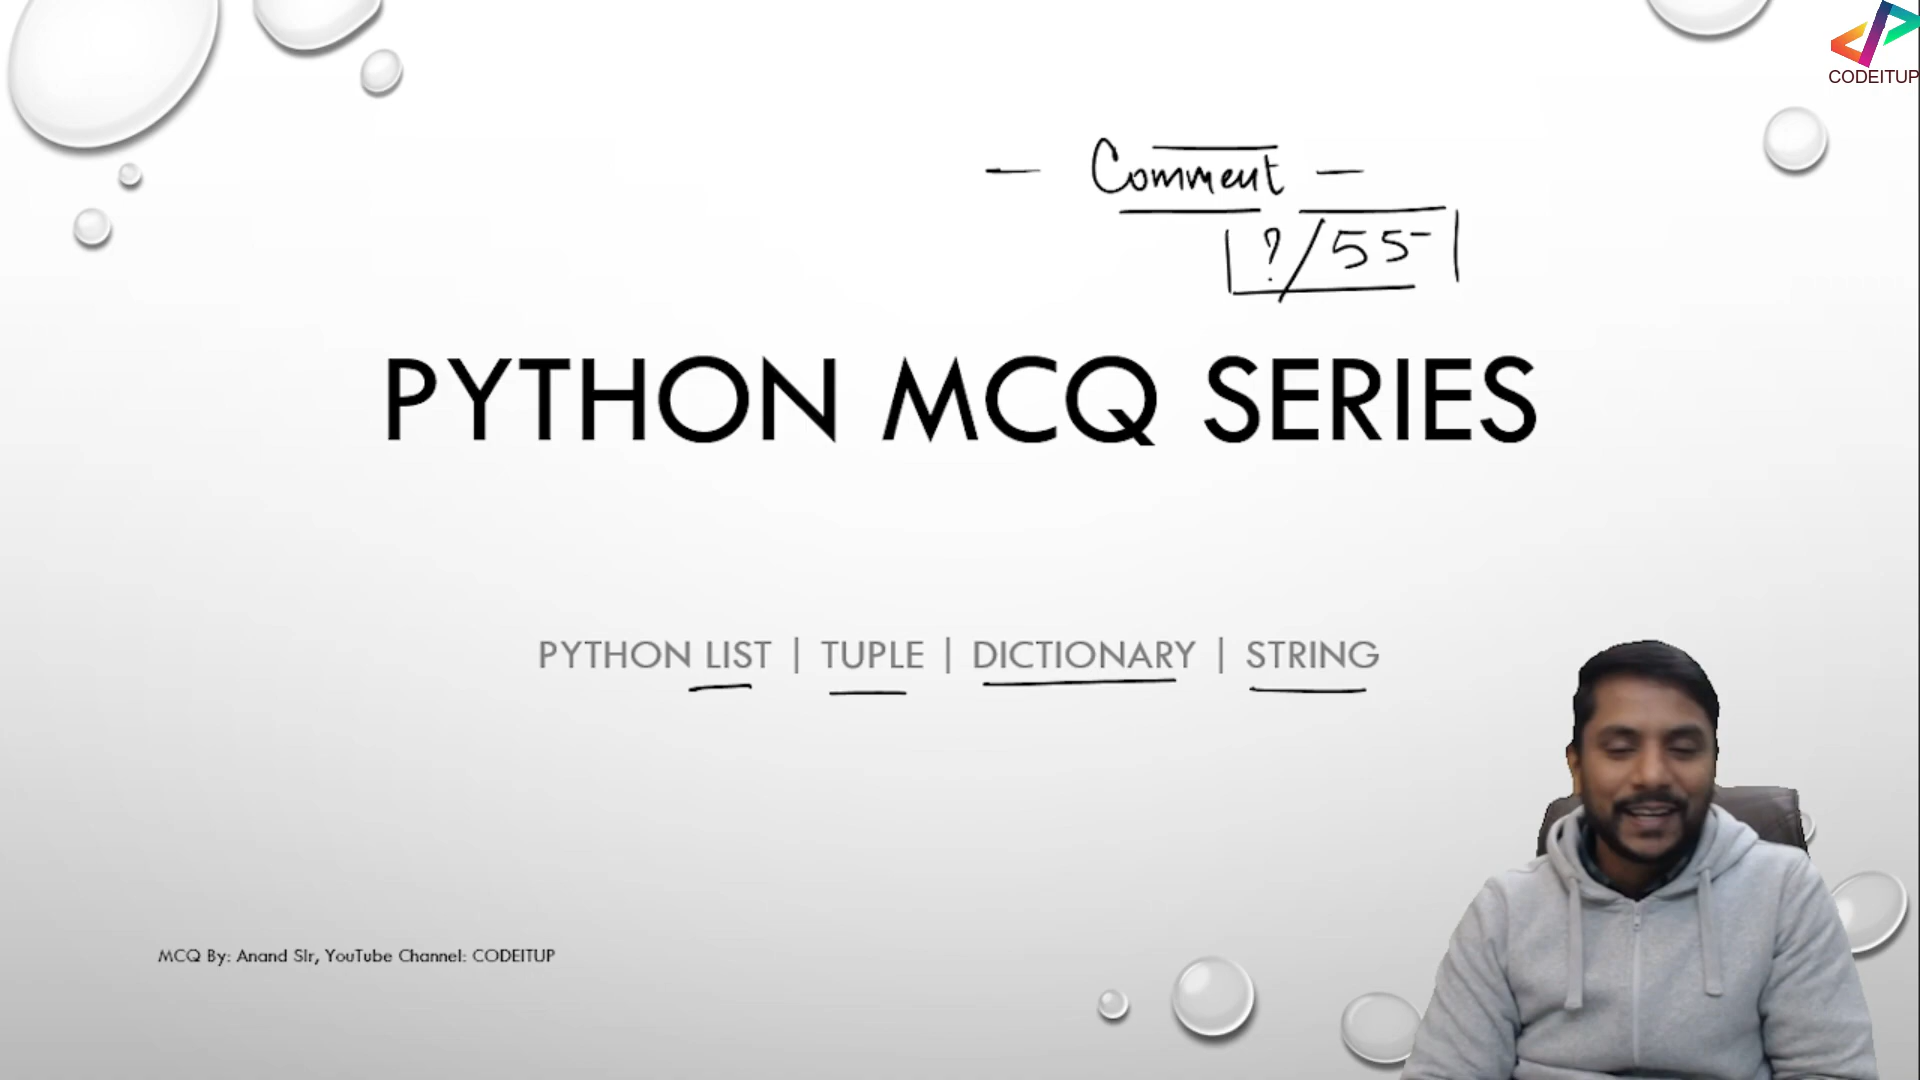 CODEITUP
— Comment —
?/55
PYTHON MCQ SERIES
PYTHON LIST | TUPLE | DICTIONARY | STRING
MCQ By: Anand SIr, YouTube Channel: CODEITUP